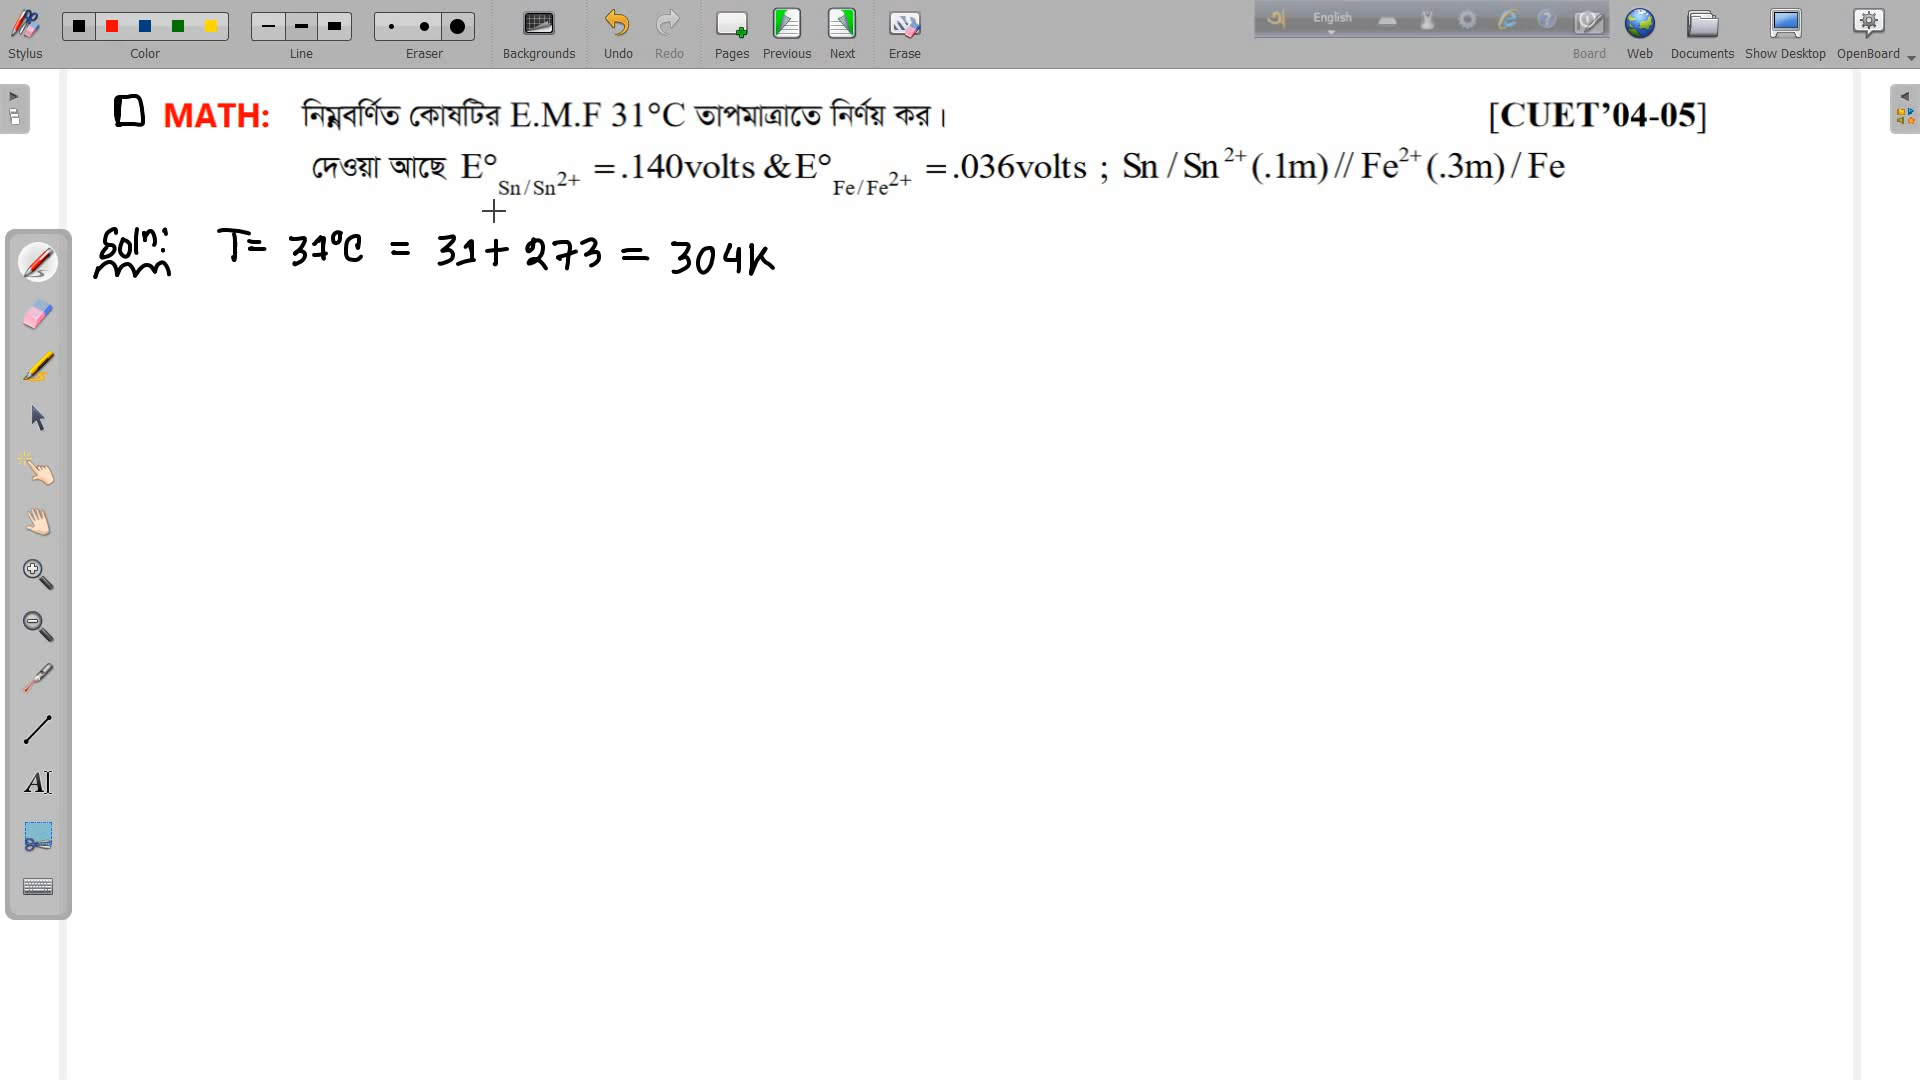 Stylus Color Line Eraser Backgrounds Undo Redo Pages Previous Next Erase English Board Web Documents Show Desktop OpenBoard
MATH: নিম্নবর্ণিত কোষটির E.M.F 31°C তাপমাত্রাতে নির্ণয় কর। [CUET’04-05]
দেওয়া আছে E°Sn/Sn²⁺ = .140volts & E°Fe/Fe²⁺ = .036volts ; Sn / Sn²⁺(.1m) // Fe²⁺(.3m) / Fe
Soln: T= 31°C = 31+ 273 = 304K